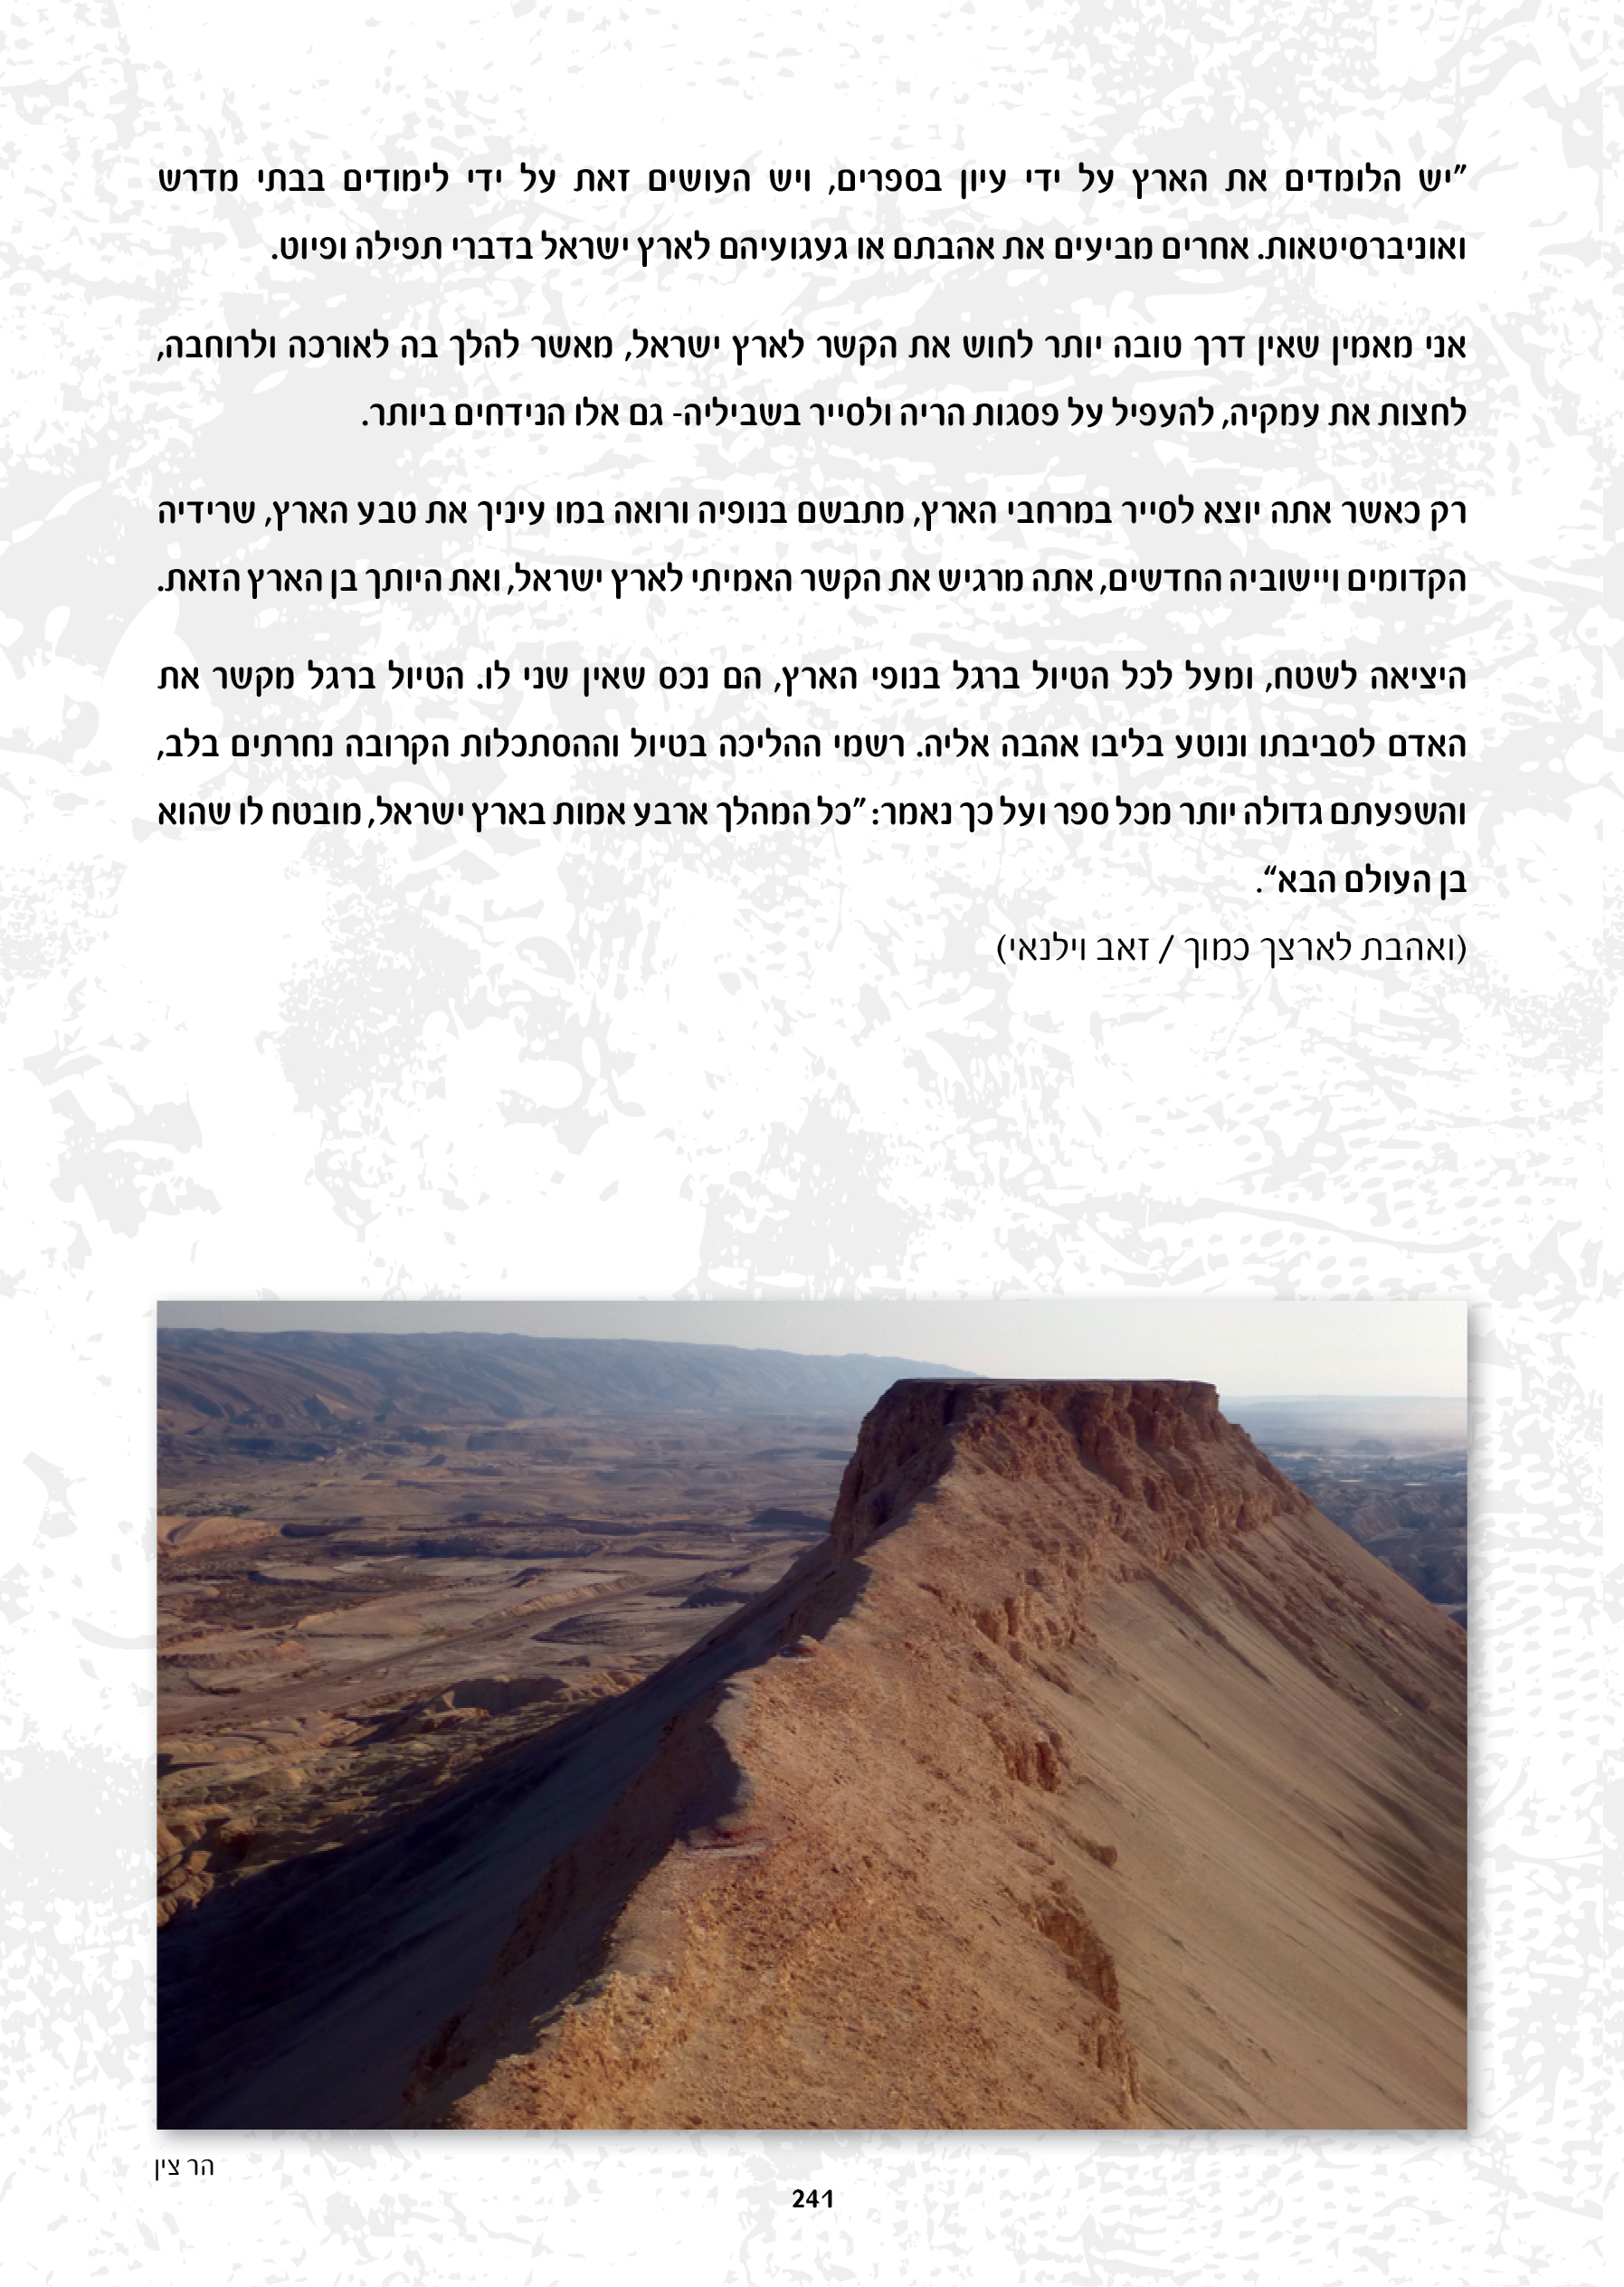 "יש הלומדים את הארץ על ידי עיון בספרים, ויש העושים זאת על ידי לימודים בבתי מדרש
ואוניברסיטאות. אחרים מביעים את אהבתם או געגועיהם לארץ ישראל בדברי תפילה ופיוט.
אני מאמין שאין דרך טובה יותר לחוש את הקשר לארץ ישראל, מאשר להלך בה לאורכה ולרוחבה,
לחצות את עמקיה, להעפיל על פסגות הריה ולסייר בשביליה- גם אלו הנידחים ביותר.
רק כאשר אתה יוצא לסייר במרחבי הארץ, מתבשם בנופיה ורואה במו עיניך את טבע הארץ, שרידיה
הקדומים ויישוביה החדשים, אתה מרגיש את הקשר האמיתי לארץ ישראל, ואת היותך בן הארץ הזאת.
היציאה לשטח, ומעל לכל הטיול ברגל בנופי הארץ, הם נכס שאין שני לו. הטיול ברגל מקשר את
האדם לסביבתו ונוטע בליבו אהבה אליה. רשמי ההליכה בטיול וההסתכלות הקרובה נחרתים בלב,
והשפעתם גדולה יותר מכל ספר ועל כך נאמר: "כל המהלך ארבע אמות בארץ ישראל, מובטח לו שהוא
בן העולם הבא“.
(ואהבת לארצך כמוך / זאב וילנאי)
הר צין
241